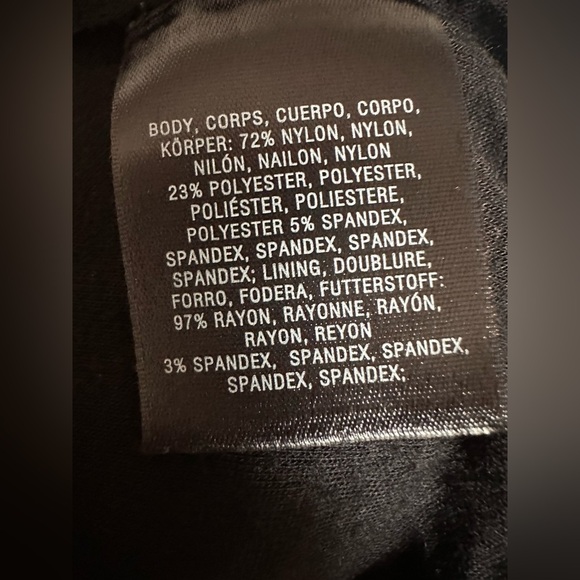 BODY, CORPS, CUERPO, CORPO,
KÖRPER: 72% NYLON, NYLON,
NILÓN, NAILON, NYLON
23% POLYESTER, POLYESTER,
POLIÉSTER, POLIESTERE,
POLYESTER 5% SPANDEX,
SPANDEX, SPANDEX, SPANDEX,
SPANDEX; LINING, DOUBLURE,
FORRO, FODERA, FUTTERSTOFF:
97% RAYON, RAYONNE, RAYÓN,
RAYON, REYON
3% SPANDEX, SPANDEX, SPANDEX,
SPANDEX, SPANDEX;